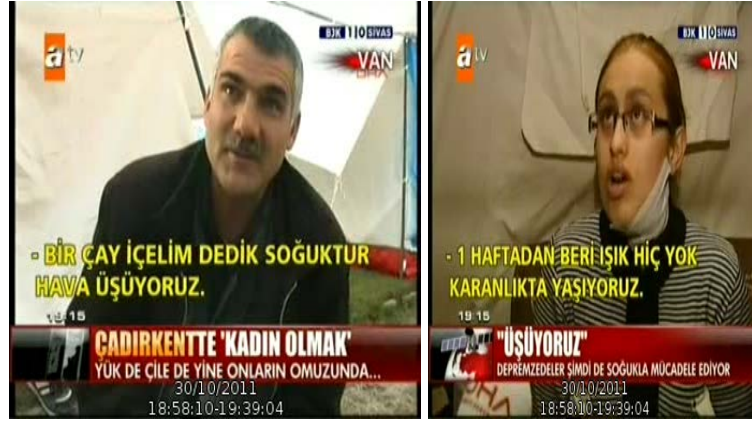 atv
BJK 1 0 SİVAS
VAN
DHA
- BİR ÇAY İÇELİM DEDİK SOĞUKTUR
HAVA ÜŞÜYORUZ.
19:15
ÇADIRKENTTE 'KADIN OLMAK'
YÜK DE ÇİLE DE YİNE ONLARIN OMUZUNDA...
30/10/2011
18:58:10-19:39:04
atv
BJK 1 0 SİVAS
VAN
- 1 HAFTADAN BERİ IŞIK HİÇ YOK
KARANLIKTA YAŞIYORUZ.
19 15
"ÜŞÜYORUZ"
DEPREMZEDELER ŞİMDİ DE SOĞUKLA MÜCADELE EDİYOR
DHA
30/10/2011
18:58:10-19:39:04